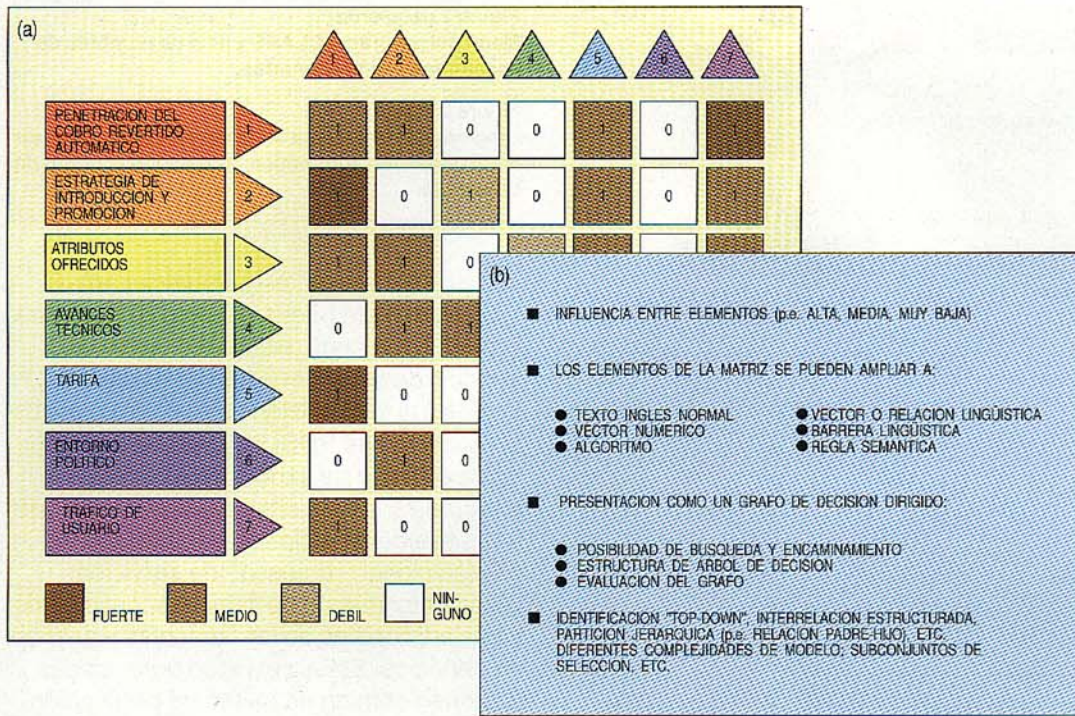 (a)
1 2 3 4 5 6 7
PENETRACION DEL
COBRO REVERTIDO
AUTOMATICO
1
1 1 0 0 1 0 1
ESTRATEGIA DE
INTRODUCCION Y
PROMOCION
2
1 0 1 0 1 0 1
ATRIBUTOS
OFRECIDOS
3
1 1 0
AVANCES
TECNICOS
4
0 1 1
TARIFA
5
1 0 0
ENTORNO
POLITICO
6
0 1 0
TRAFICO DE
USUARIO
7
1 0 0
FUERTE MEDIO DEBIL NIN-
GUNO
(b)
■ INFLUENCIA ENTRE ELEMENTOS (p.e. ALTA, MEDIA, MUY BAJA)
■ LOS ELEMENTOS DE LA MATRIZ SE PUEDEN AMPLIAR A:
● TEXTO INGLES NORMAL ● VECTOR O RELACION LINGÜISTICA
● VECTOR NUMERICO ● BARRERA LINGÜISTICA
● ALGORITMO ● REGLA SEMANTICA
■ PRESENTACION COMO UN GRAFO DE DECISION DIRIGIDO:
● POSIBILIDAD DE BUSQUEDA Y ENCAMINAMIENTO
● ESTRUCTURA DE ARBOL DE DECISION
● EVALUACION DEL GRAFO
■ IDENTIFICACION "TOP-DOWN", INTERRELACION ESTRUCTURADA,
PARTICION JERARQUICA (p.e. RELACION PADRE-HIJO), ETC.
DIFERENTES COMPLEJIDADES DE MODELO; SUBCONJUNTOS DE
SELECCION, ETC.